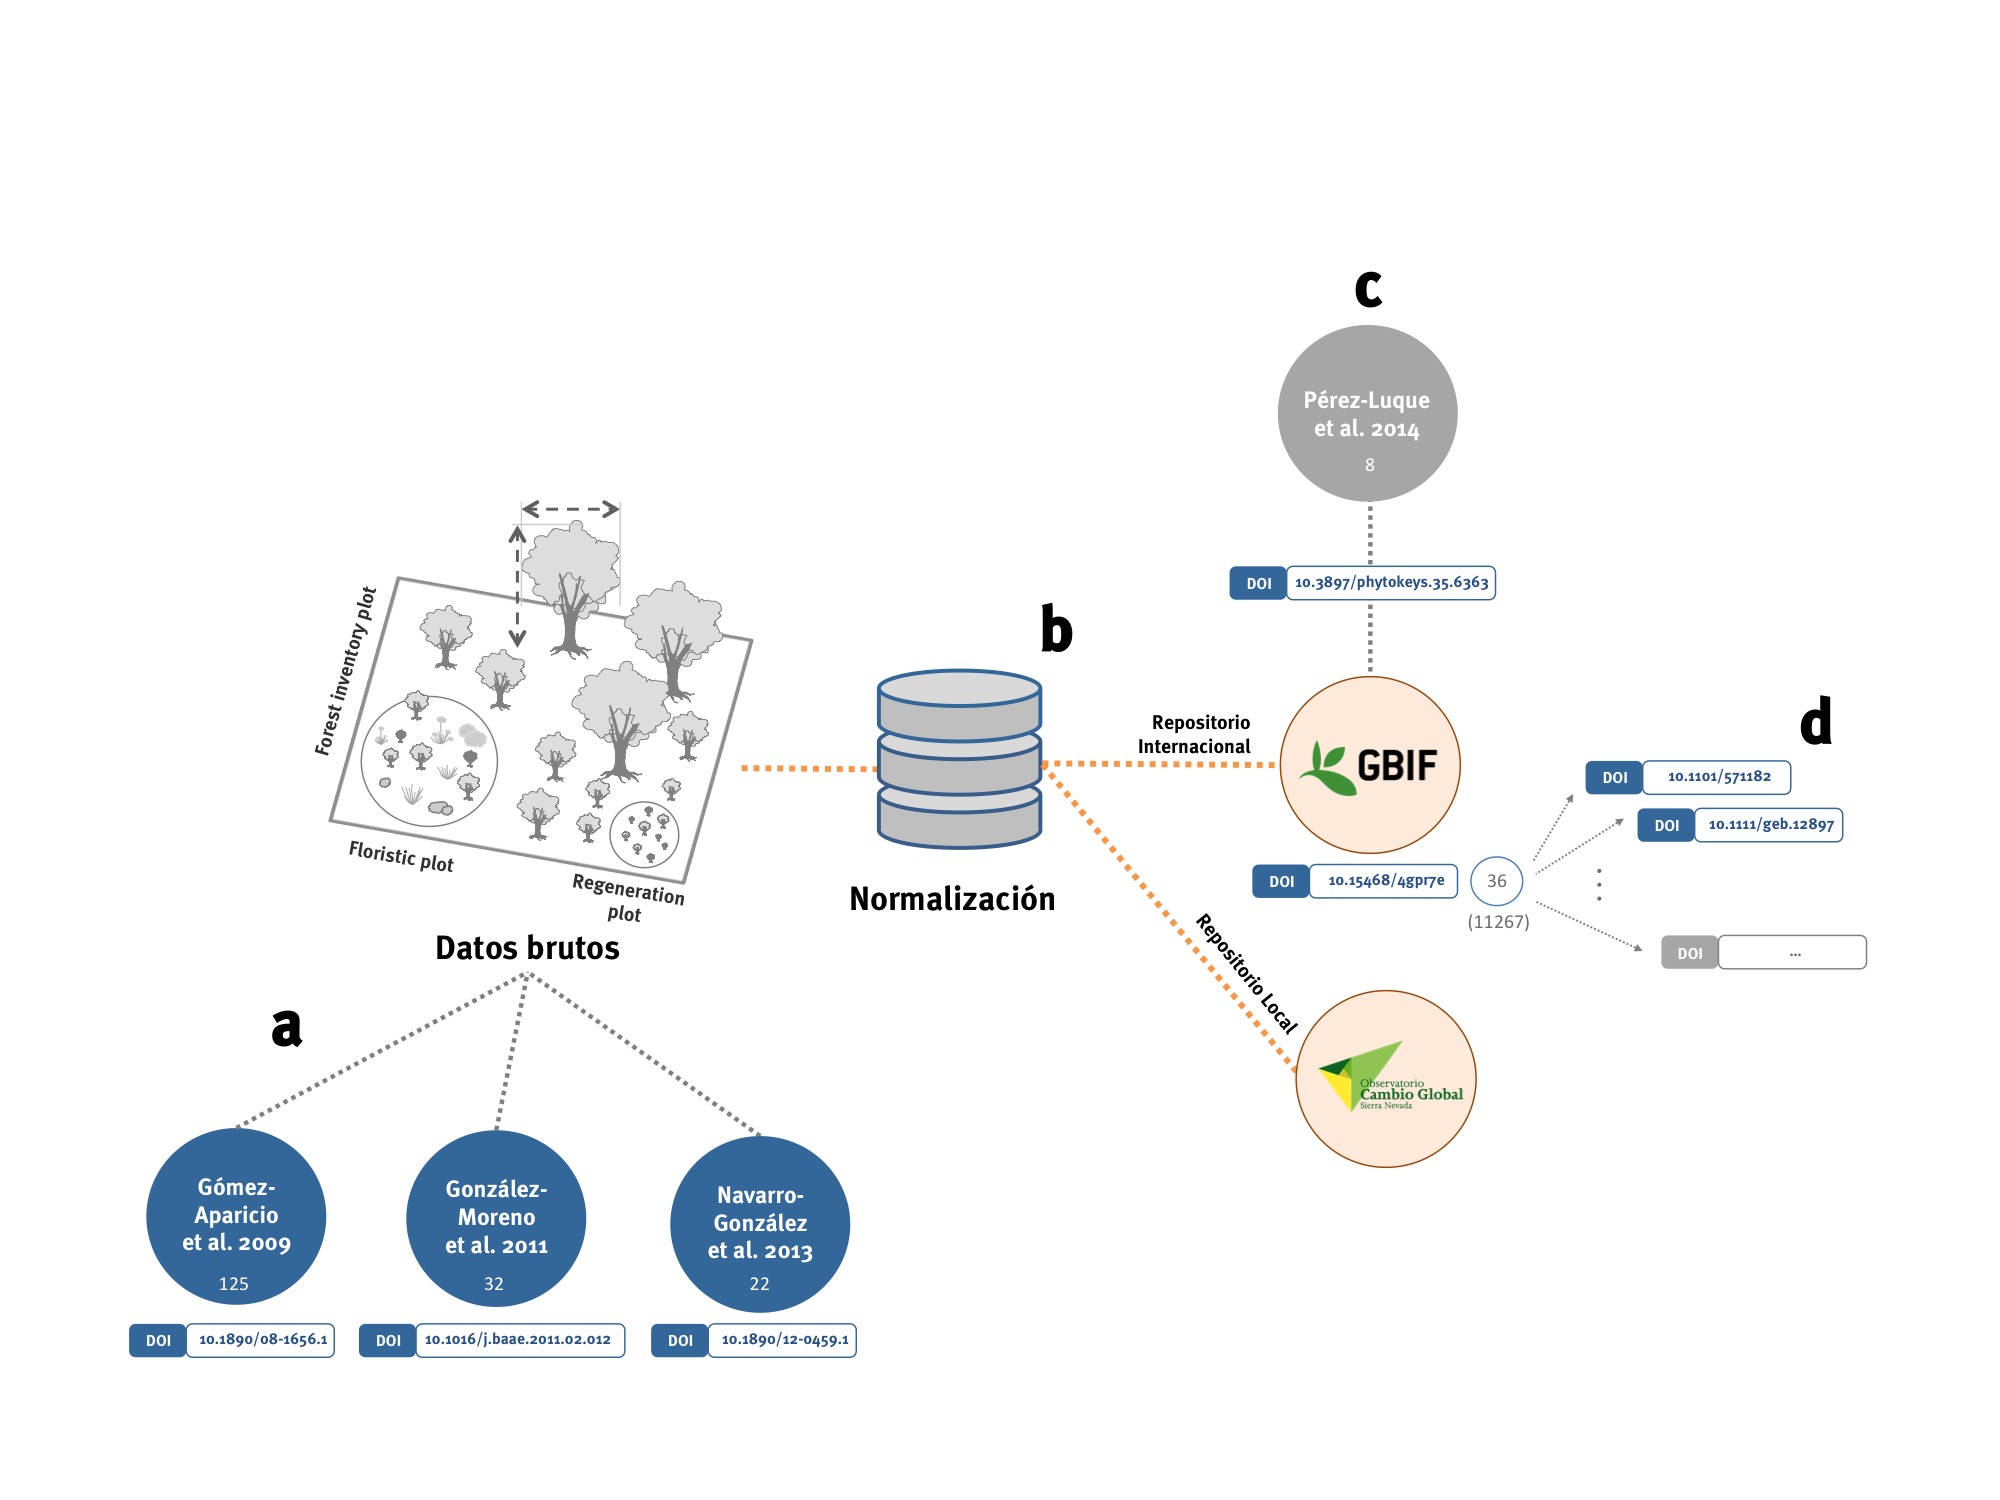 c
Pérez-Luque
et al. 2014
8
DOI 10.3897/phytokeys.35.6363
b
Forest inventory plot
Floristic plot
Regeneration
plot
Datos brutos
Normalización
Repositorio
Internacional
GBIF
DOI 10.15468/4gpr7e
36
(11267)
d
DOI 10.1101/571182
DOI 10.1111/geb.12897
DOI ...
Repositorio Local
Observatorio
Cambio Global
Sierra Nevada
a
Gómez-
Aparicio
et al. 2009
125
DOI 10.1890/08-1656.1
González-
Moreno
et al. 2011
32
DOI 10.1016/j.baae.2011.02.012
Navarro-
González
et al. 2013
22
DOI 10.1890/12-0459.1